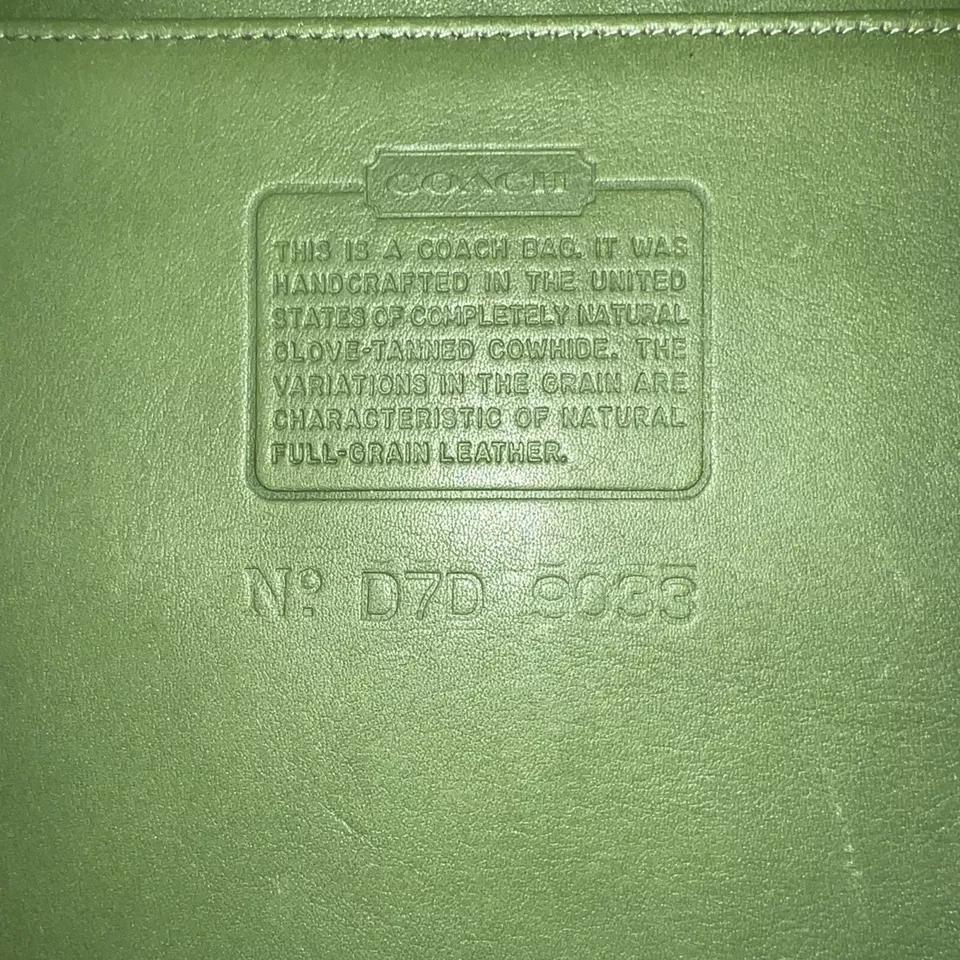 COACH
THIS IS A COACH BAG. IT WAS
HANDCRAFTED IN THE UNITED
STATES OF COMPLETELY NATURAL
GLOVE-TANNED COWHIDE. THE
VARIATIONS IN THE GRAIN ARE
CHARACTERISTIC OF NATURAL
FULL-GRAIN LEATHER.
Nº D7D 9033